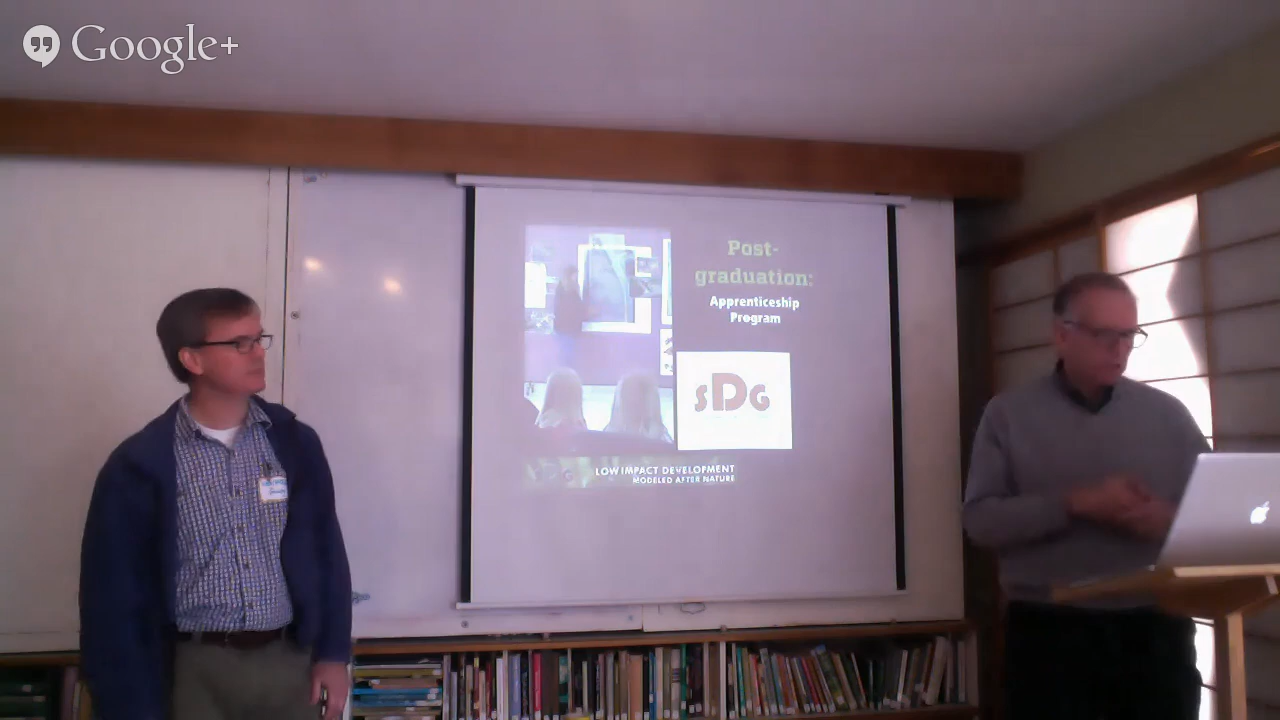 Google+
Post-
graduation:
Apprenticeship
Program
SDG
LOW IMPACT DEVELOPMENT
MODELED AFTER NATURE